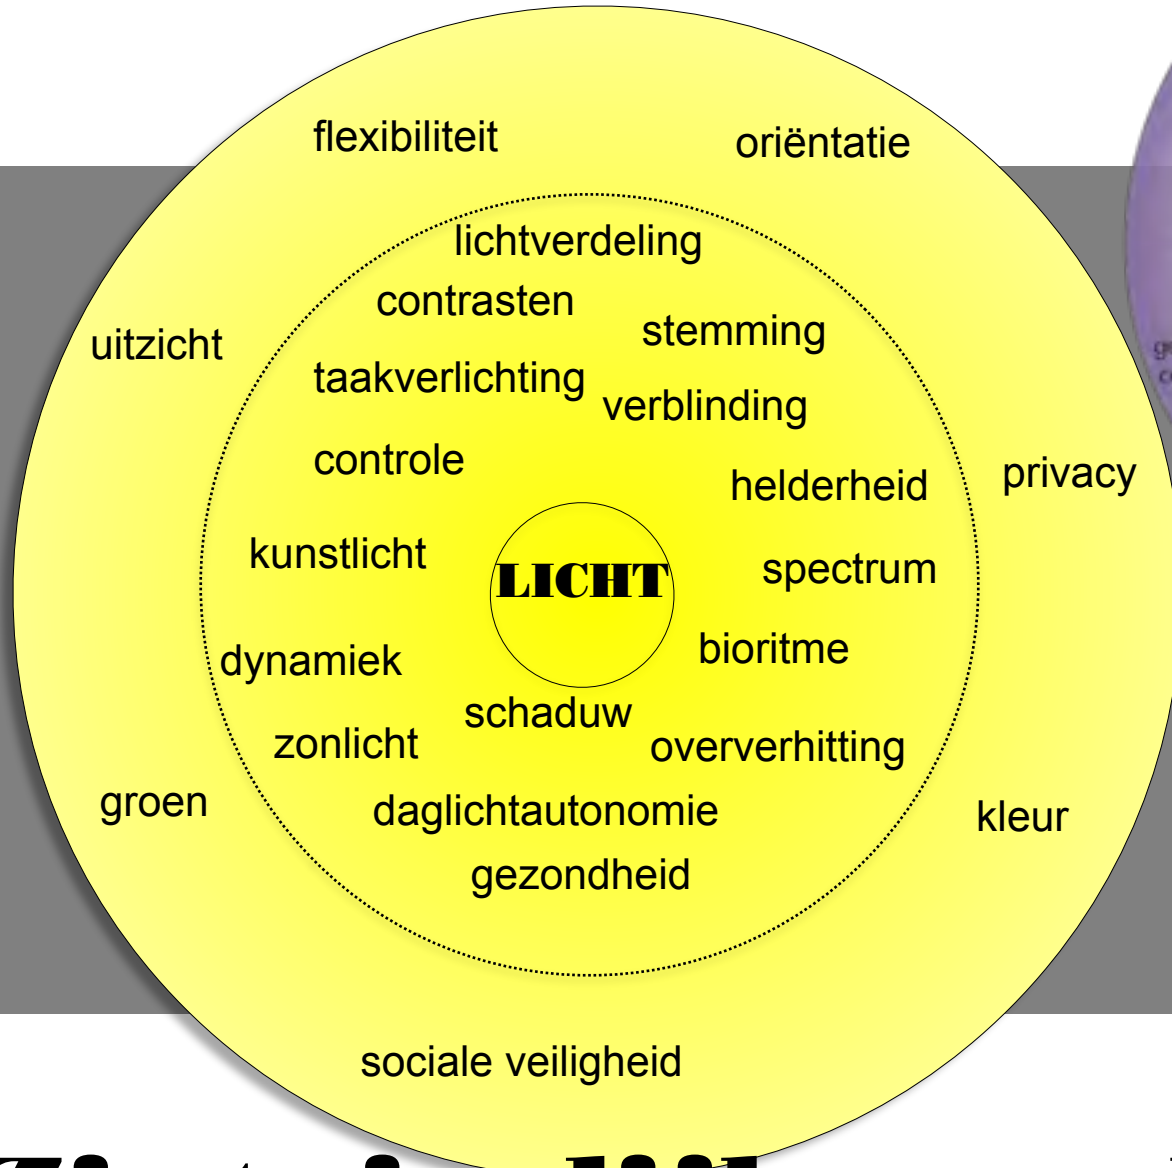 flexibiliteit
oriëntatie
lichtverdeling
contrasten
stemming
uitzicht
taakverlichting
verblinding
controle
helderheid
privacy
kunstlicht
LICHT
spectrum
dynamiek
bioritme
schaduw
zonlicht
oververhitting
groen
daglichtautonomie
kleur
gezondheid
sociale veiligheid